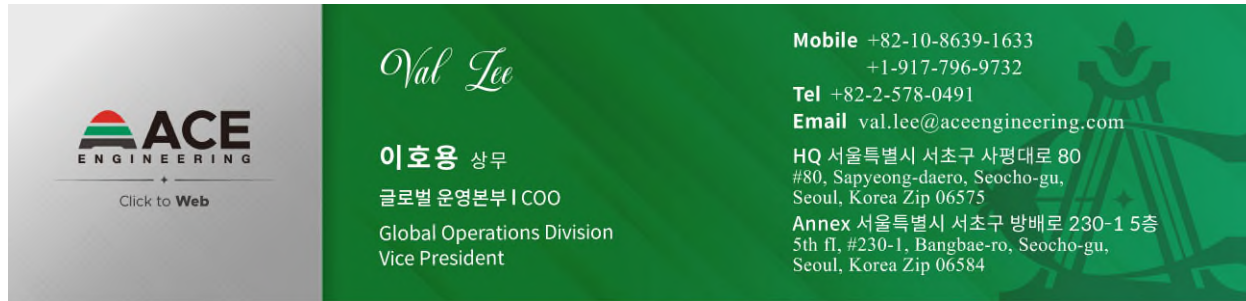 ACE
ENGINEERING
Click to Web
Val Lee
이호용 상무
글로벌 운영본부 I COO
Global Operations Division
Vice President
Mobile +82-10-8639-1633
+1-917-796-9732
Tel +82-2-578-0491
Email val.lee@aceengineering.com
HQ 서울특별시 서초구 사평대로 80
#80, Sapyeong-daero, Seocho-gu,
Seoul, Korea Zip 06575
Annex 서울특별시 서초구 방배로 230-1 5층
5th fI, #230-1, Bangbae-ro, Seocho-gu,
Seoul, Korea Zip 06584